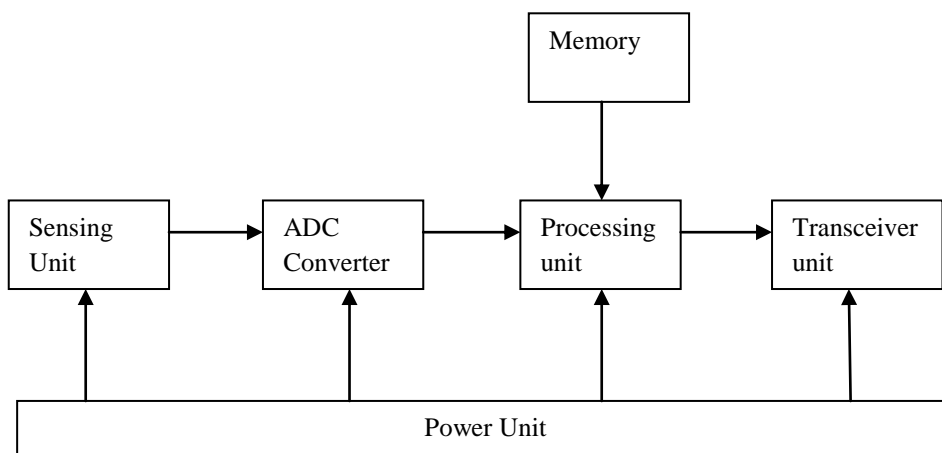 Memory
Sensing
Unit
ADC
Converter
Processing
unit
Transceiver
unit
Power Unit